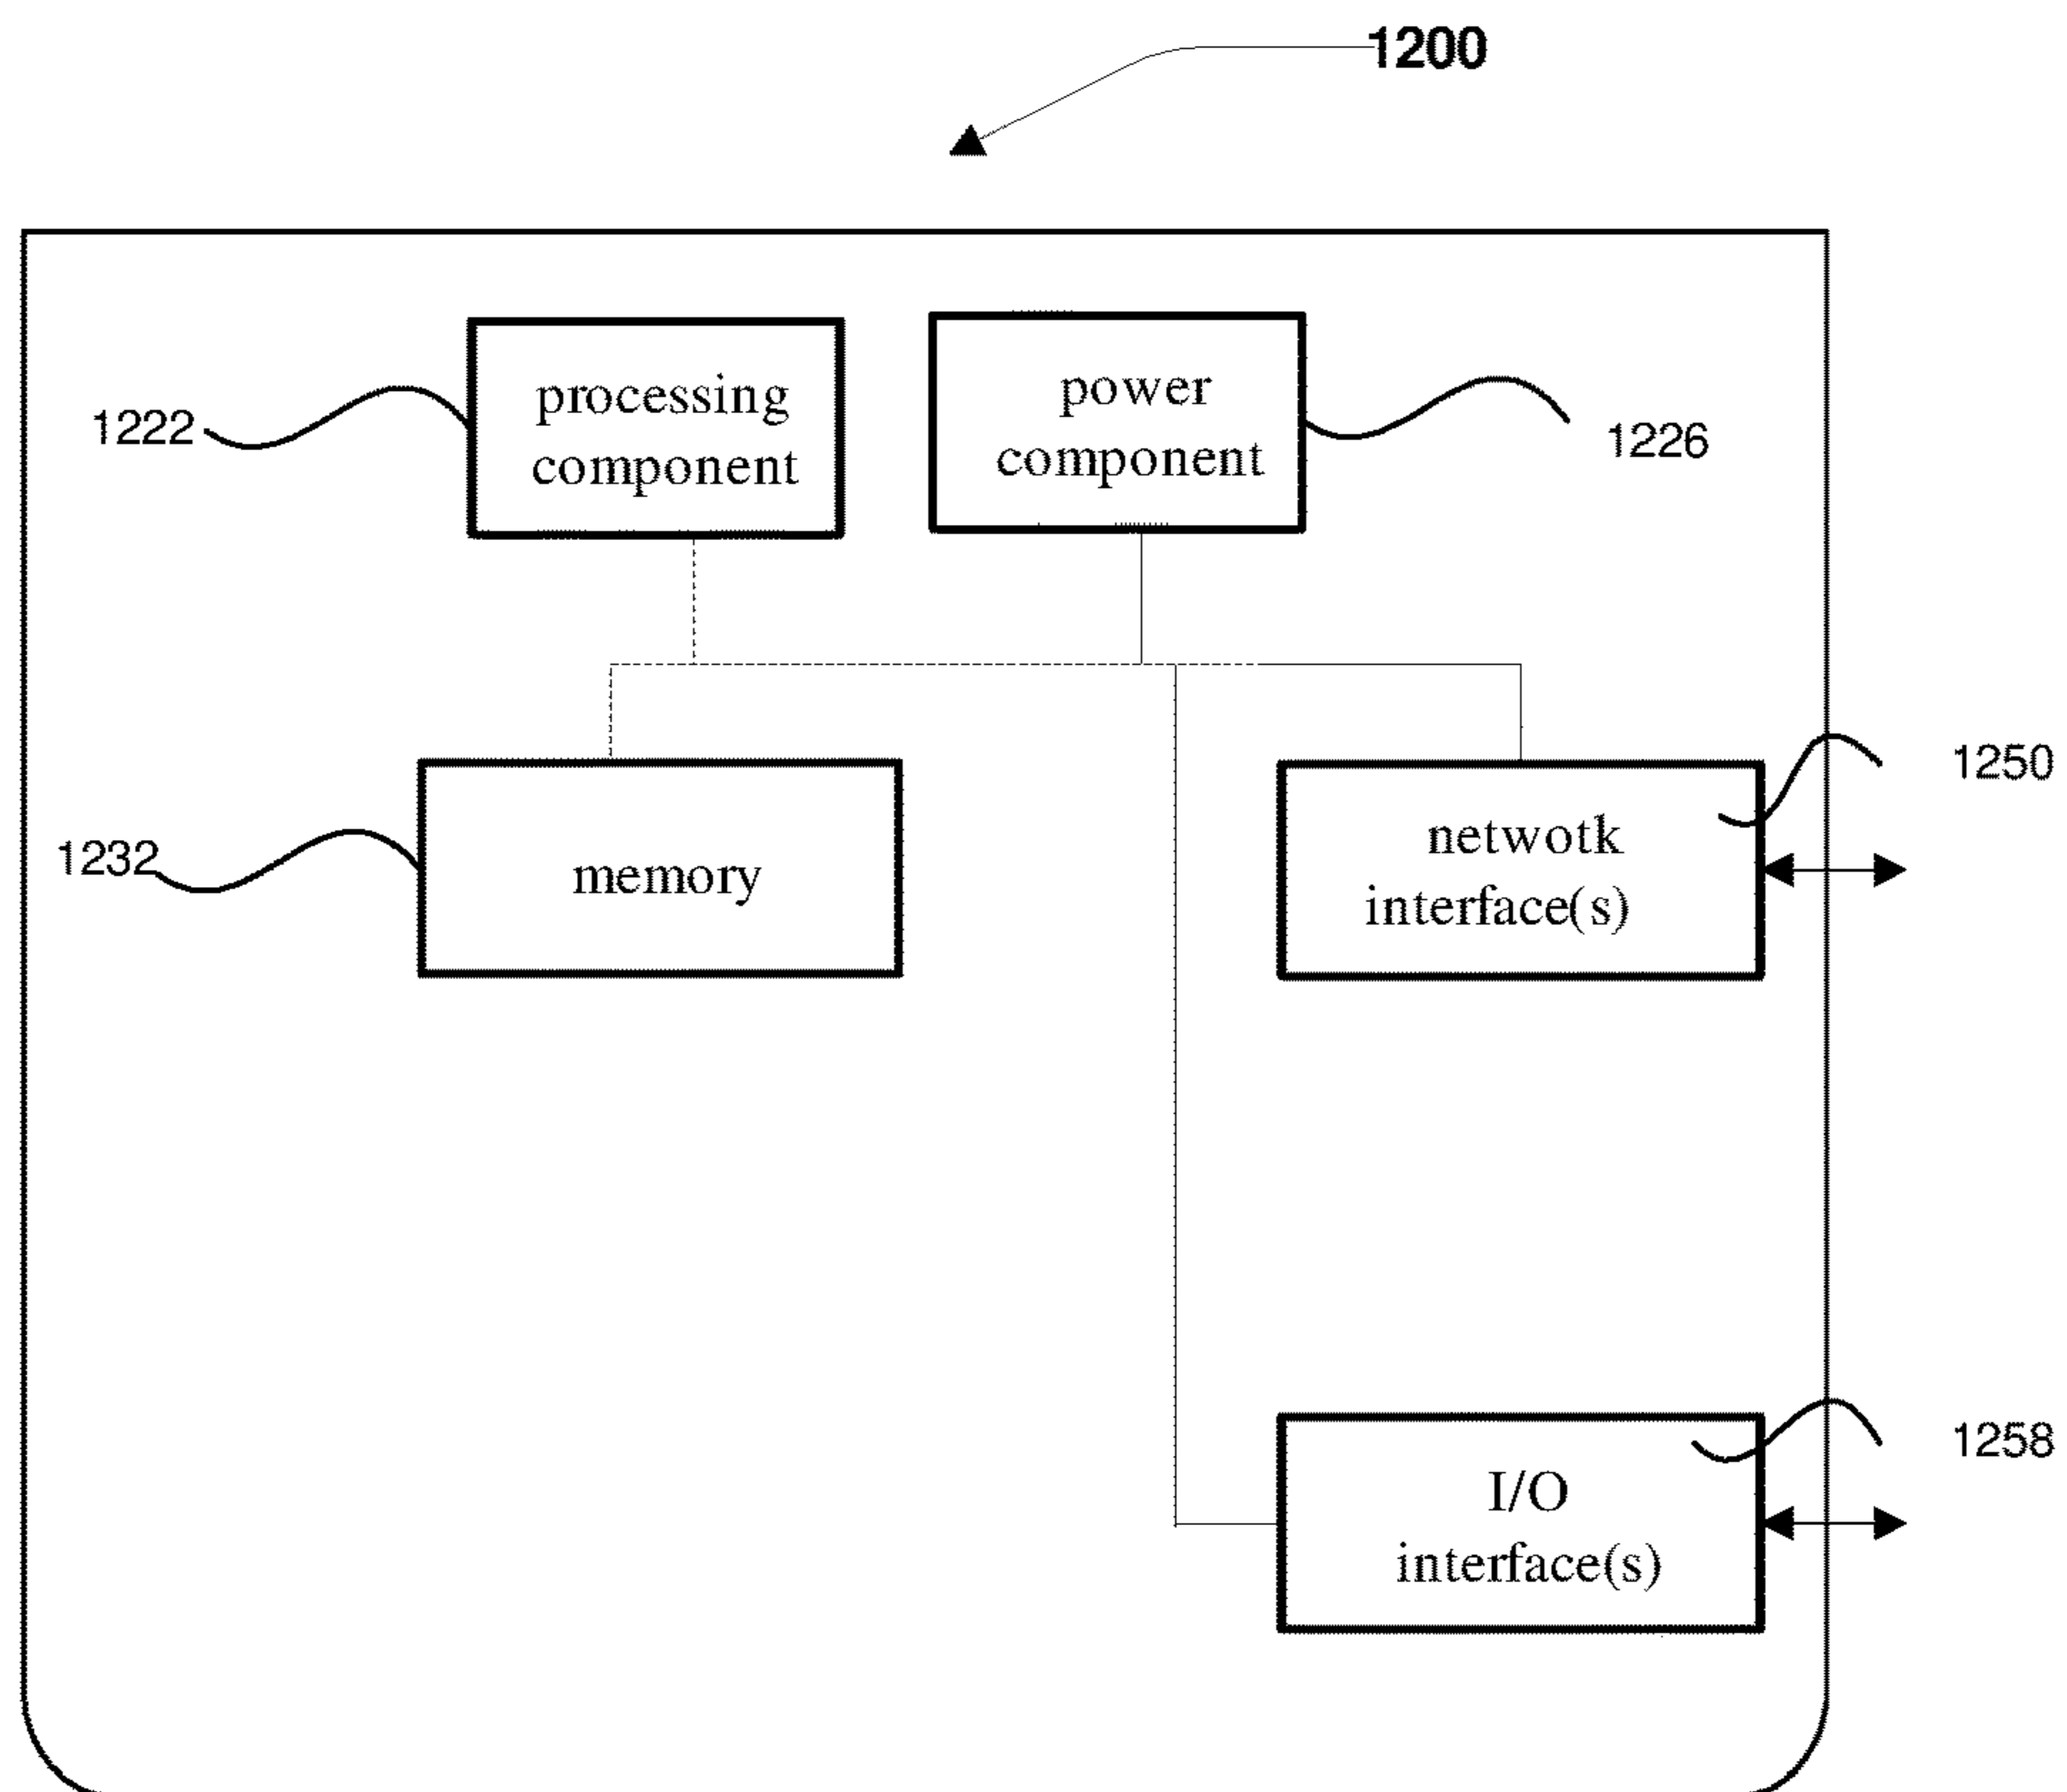 1200
processing
component
power
component
1222
1226
1250
netwotk
interface(s)
1232
memory
1258
I/O
interface(s)